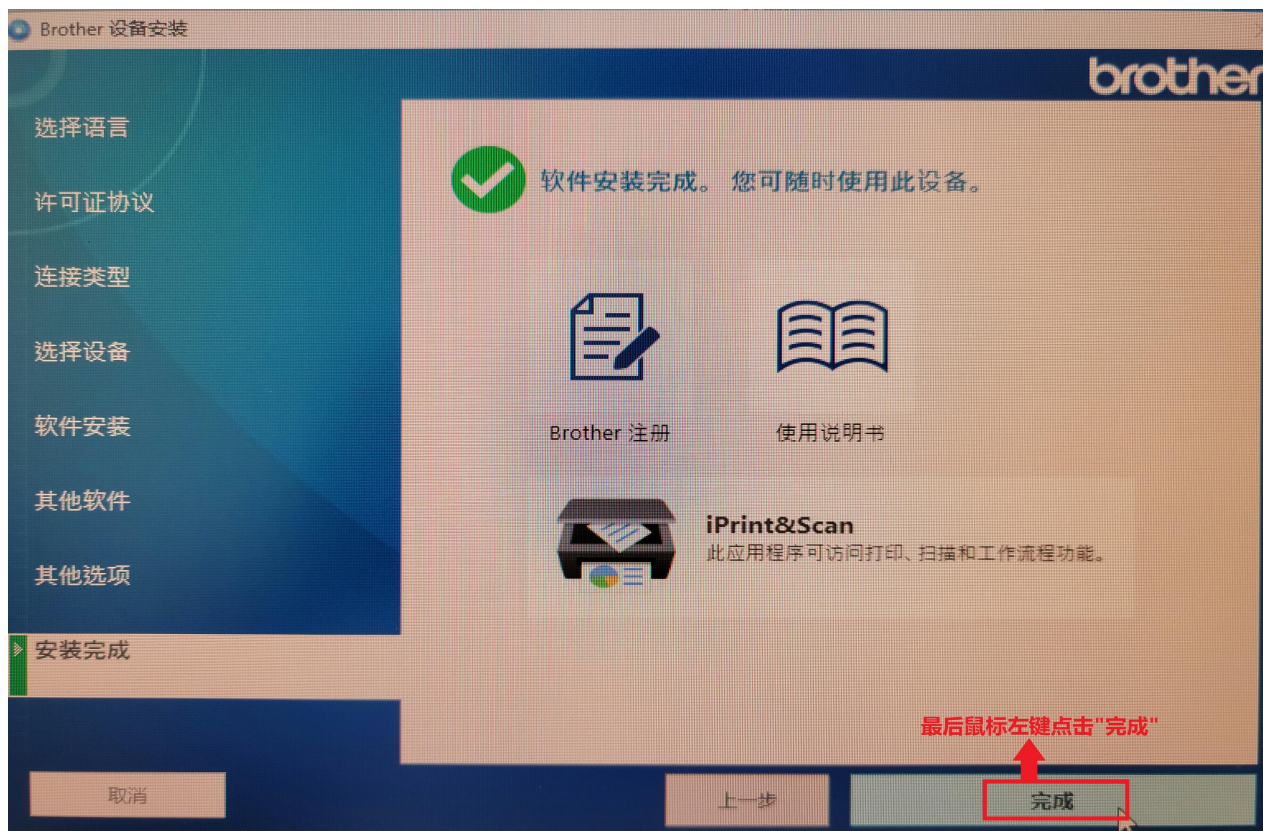 Brother 设备安装
brother
选择语言
许可证协议
连接类型
选择设备
软件安装
其他软件
其他选项
安装完成
软件安装完成。 您可随时使用此设备。
Brother 注册
使用说明书
iPrint&Scan
此应用程序可访问打印、扫描和工作流程功能。
最后鼠标左键点击"完成"
取消
上一步
完成